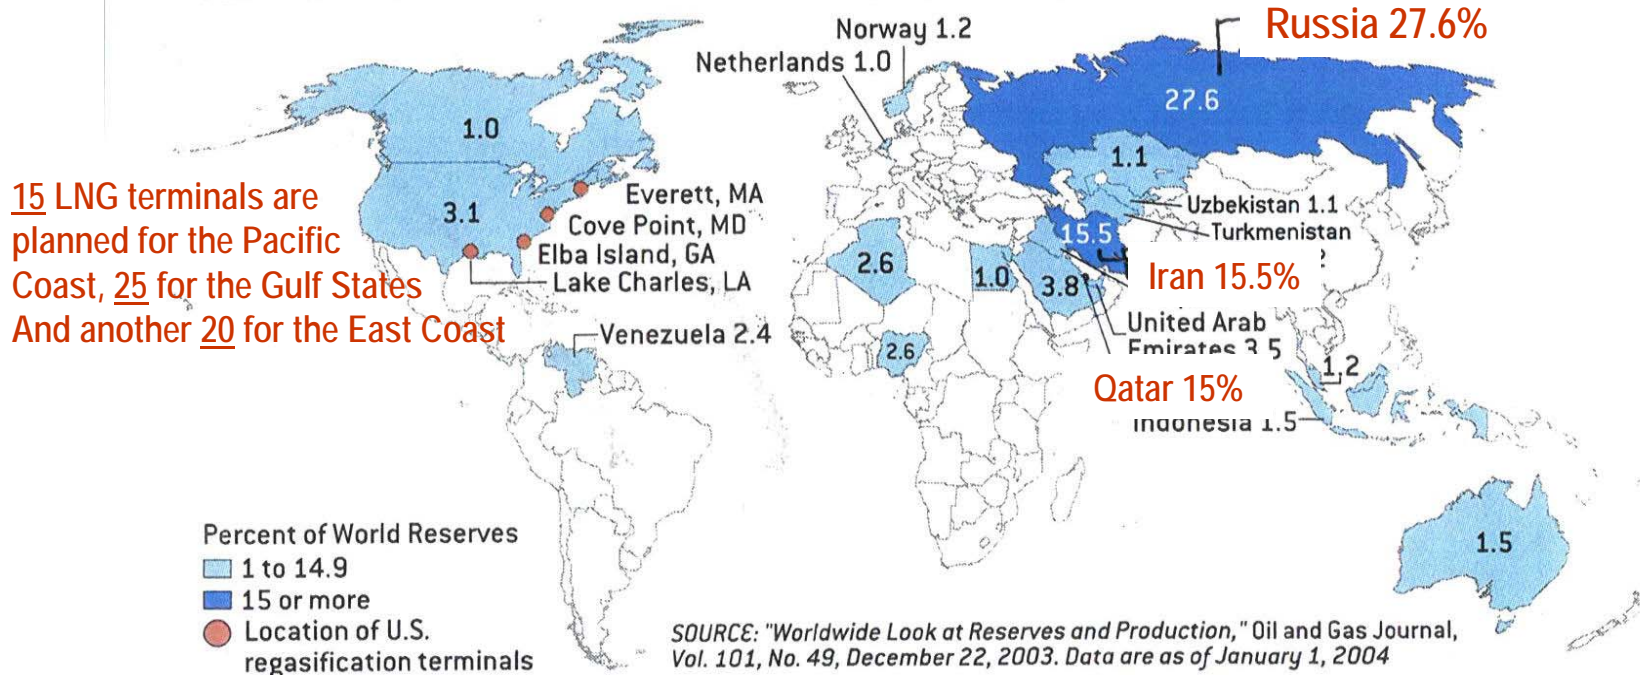 Norway 1.2
Russia 27.6%
Netherlands 1.0
27.6
1.0
1.1
15 LNG terminals are
planned for the Pacific
Coast, 25 for the Gulf States
And another 20 for the East Coast
Everett, MA
3.1
Cove Point, MD
Elba Island, GA
Lake Charles, LA
Uzbekistan 1.1
Turkmenistan
15.5
2.6
1.0
3.8
Iran 15.5%
United Arab
Emirates 3.5
Venezuela 2.4
2.6
1.2
Qatar 15%
Indonesia 1.5
1.5
Percent of World Reserves
1 to 14.9
15 or more
Location of U.S.
regasification terminals
SOURCE: "Worldwide Look at Reserves and Production," Oil and Gas Journal,
Vol. 101, No. 49, December 22, 2003. Data are as of January 1, 2004